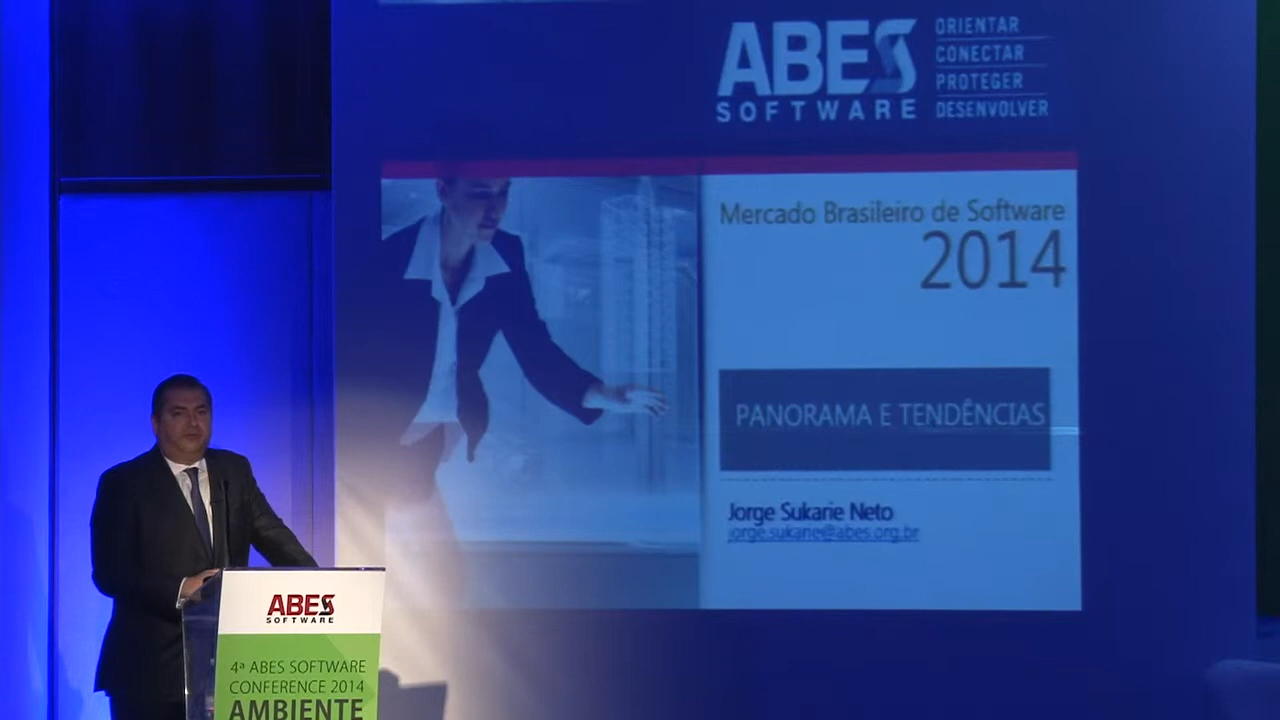 ABES
SOFTWARE
ORIENTAR
CONECTAR
PROTEGER
DESENVOLVER
Mercado Brasileiro de Software
2014
PANORAMA E TENDÊNCIAS
Jorge Sukarie Neto
jorge.sukarie@abes.org.br
ABES
SOFTWARE
4ª ABES SOFTWARE
CONFERENCE 2014
AMBIENTE